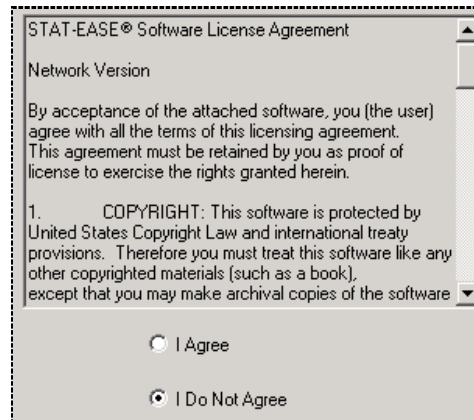 STAT-EASE® Software License Agreement
Network Version
By acceptance of the attached software, you (the user)
agree with all the terms of this licensing agreement.
This agreement must be retained by you as proof of
license to exercise the rights granted herein.
1. COPYRIGHT: This software is protected by
United States Copyright Law and international treaty
provisions. Therefore you must treat this software like any
other copyrighted materials (such as a book),
except that you may make archival copies of the software
I Agree
I Do Not Agree